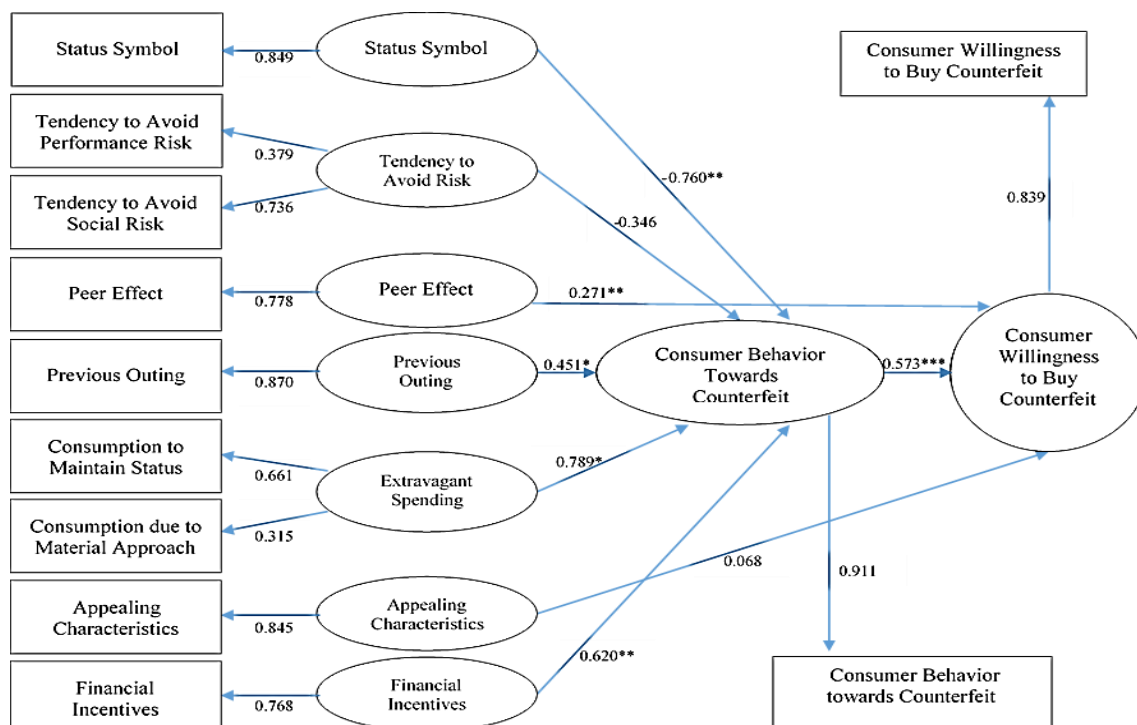 Status Symbol
0.849
Status Symbol
Consumer Willingness
to Buy Counterfeit
Tendency to Avoid
Performance Risk
0.379
Tendency to
Avoid Risk
-0.760**
0.839
Tendency to Avoid
Social Risk
0.736
-0.346
Peer Effect
0.778
Peer Effect
0.271**
Previous Outing
0.870
Previous
Outing
0.451*
Consumer Behavior
Towards
Counterfeit
0.573***
Consumer
Willingness
to Buy
Counterfeit
Consumption to
Maintain Status
0.661
Extravagant
Spending
0.789*
Consumption due to
Material Approach
0.315
0.068
0.911
Appealing
Characteristics
0.845
Appealing
Characteristics
0.620**
Financial
Incentives
0.768
Financial
Incentives
Consumer Behavior
towards Counterfeit